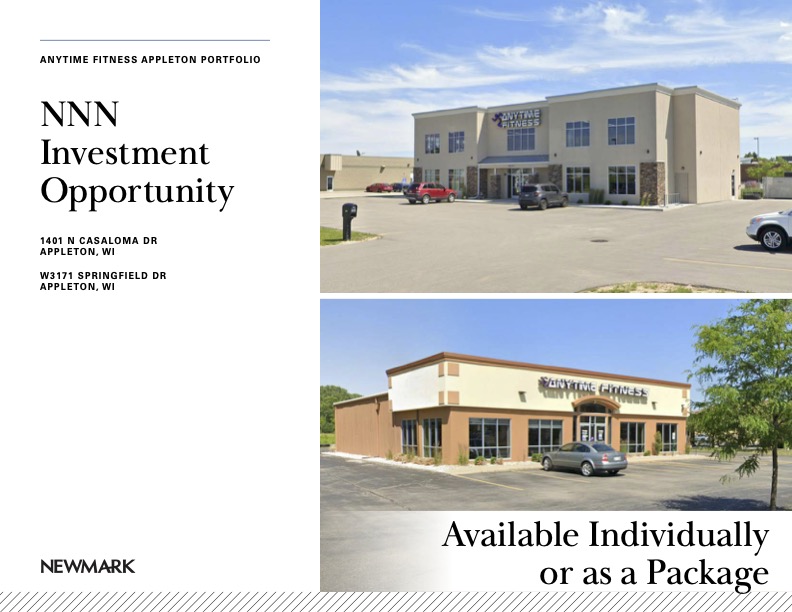 ANYTIME FITNESS APPLETON PORTFOLIO
NNN
Investment
Opportunity
1401 N CASALOMA DR
APPLETON, WI
W3171 SPRINGFIELD DR
APPLETON, WI
NEWMARK
ANYTIME
FITNESS
ANYTIME FITNESS
Available Individually
or as a Package